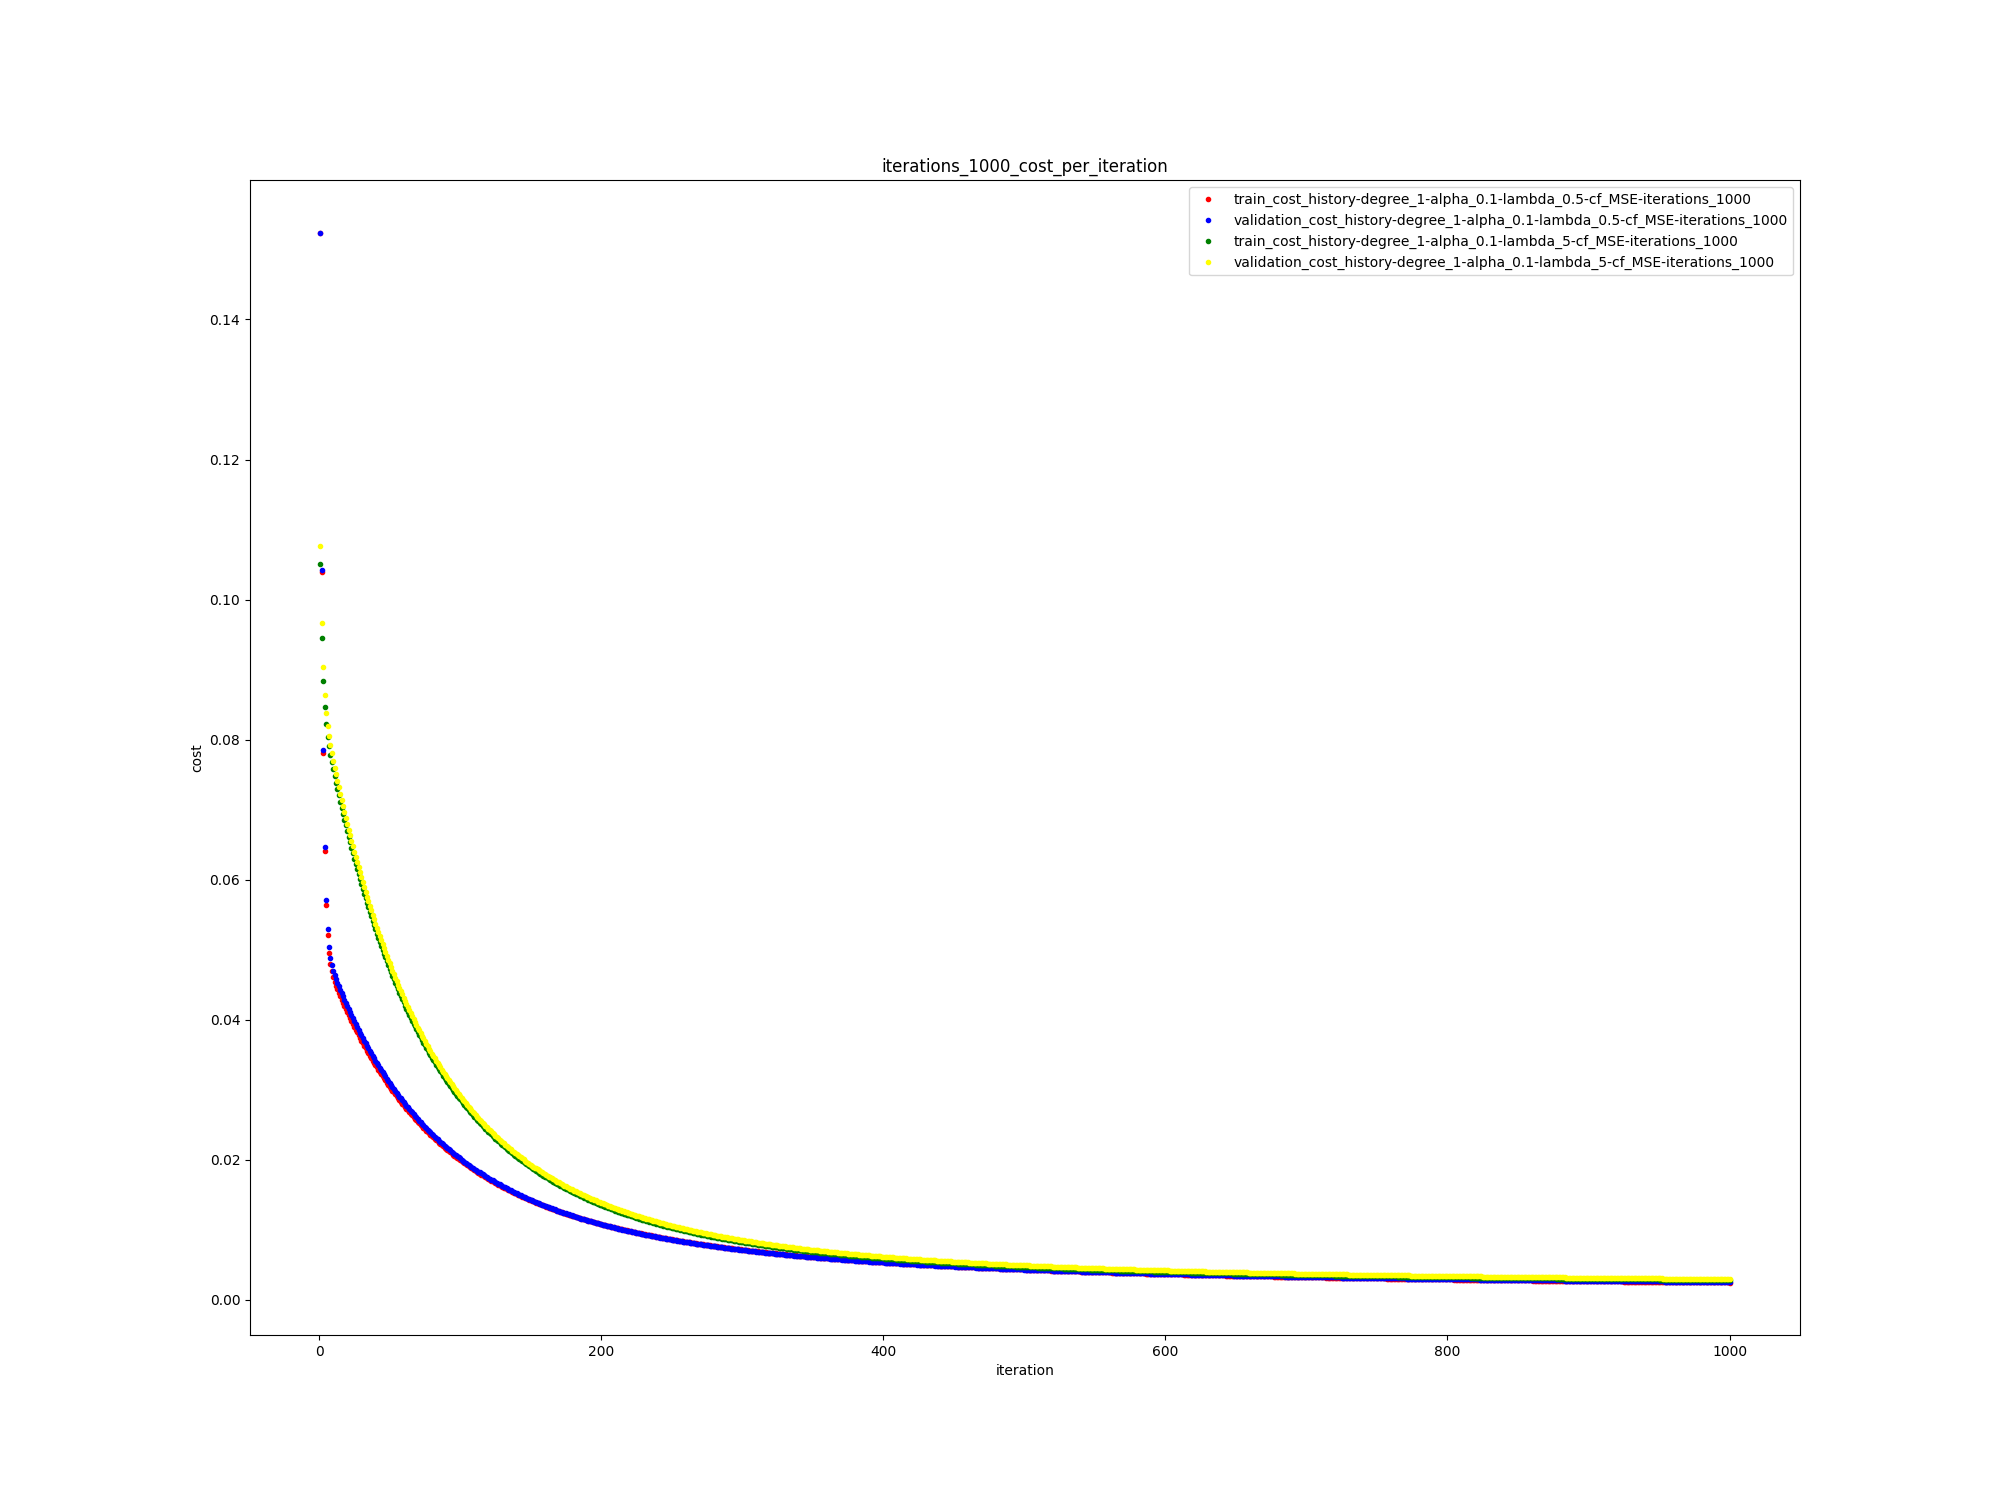 iterations_1000_cost_per_iteration
train_cost_history-degree_1-alpha_0.1-lambda_0.5-cf_MSE-iterations_1000
validation_cost_history-degree_1-alpha_0.1-lambda_0.5-cf_MSE-iterations_1000
train_cost_history-degree_1-alpha_0.1-lambda_5-cf_MSE-iterations_1000
validation_cost_history-degree_1-alpha_0.1-lambda_5-cf_MSE-iterations_1000
0.14
0.12
0.10
0.08
0.06
0.04
0.02
0.00
cost
0 200 400 600 800 1000
iteration